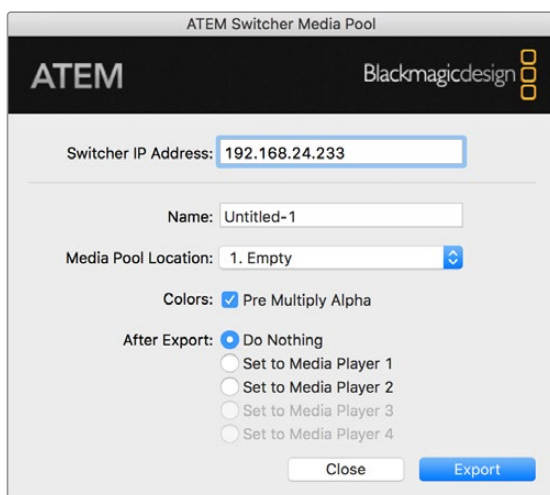 ATEM Switcher Media Pool
ATEM Blackmagicdesign
Switcher IP Address: 192.168.24.233
Name: Untitled-1
Media Pool Location: 1. Empty
Colors: Pre Multiply Alpha
After Export: Do Nothing
Set to Media Player 1
Set to Media Player 2
Set to Media Player 3
Set to Media Player 4
Close Export